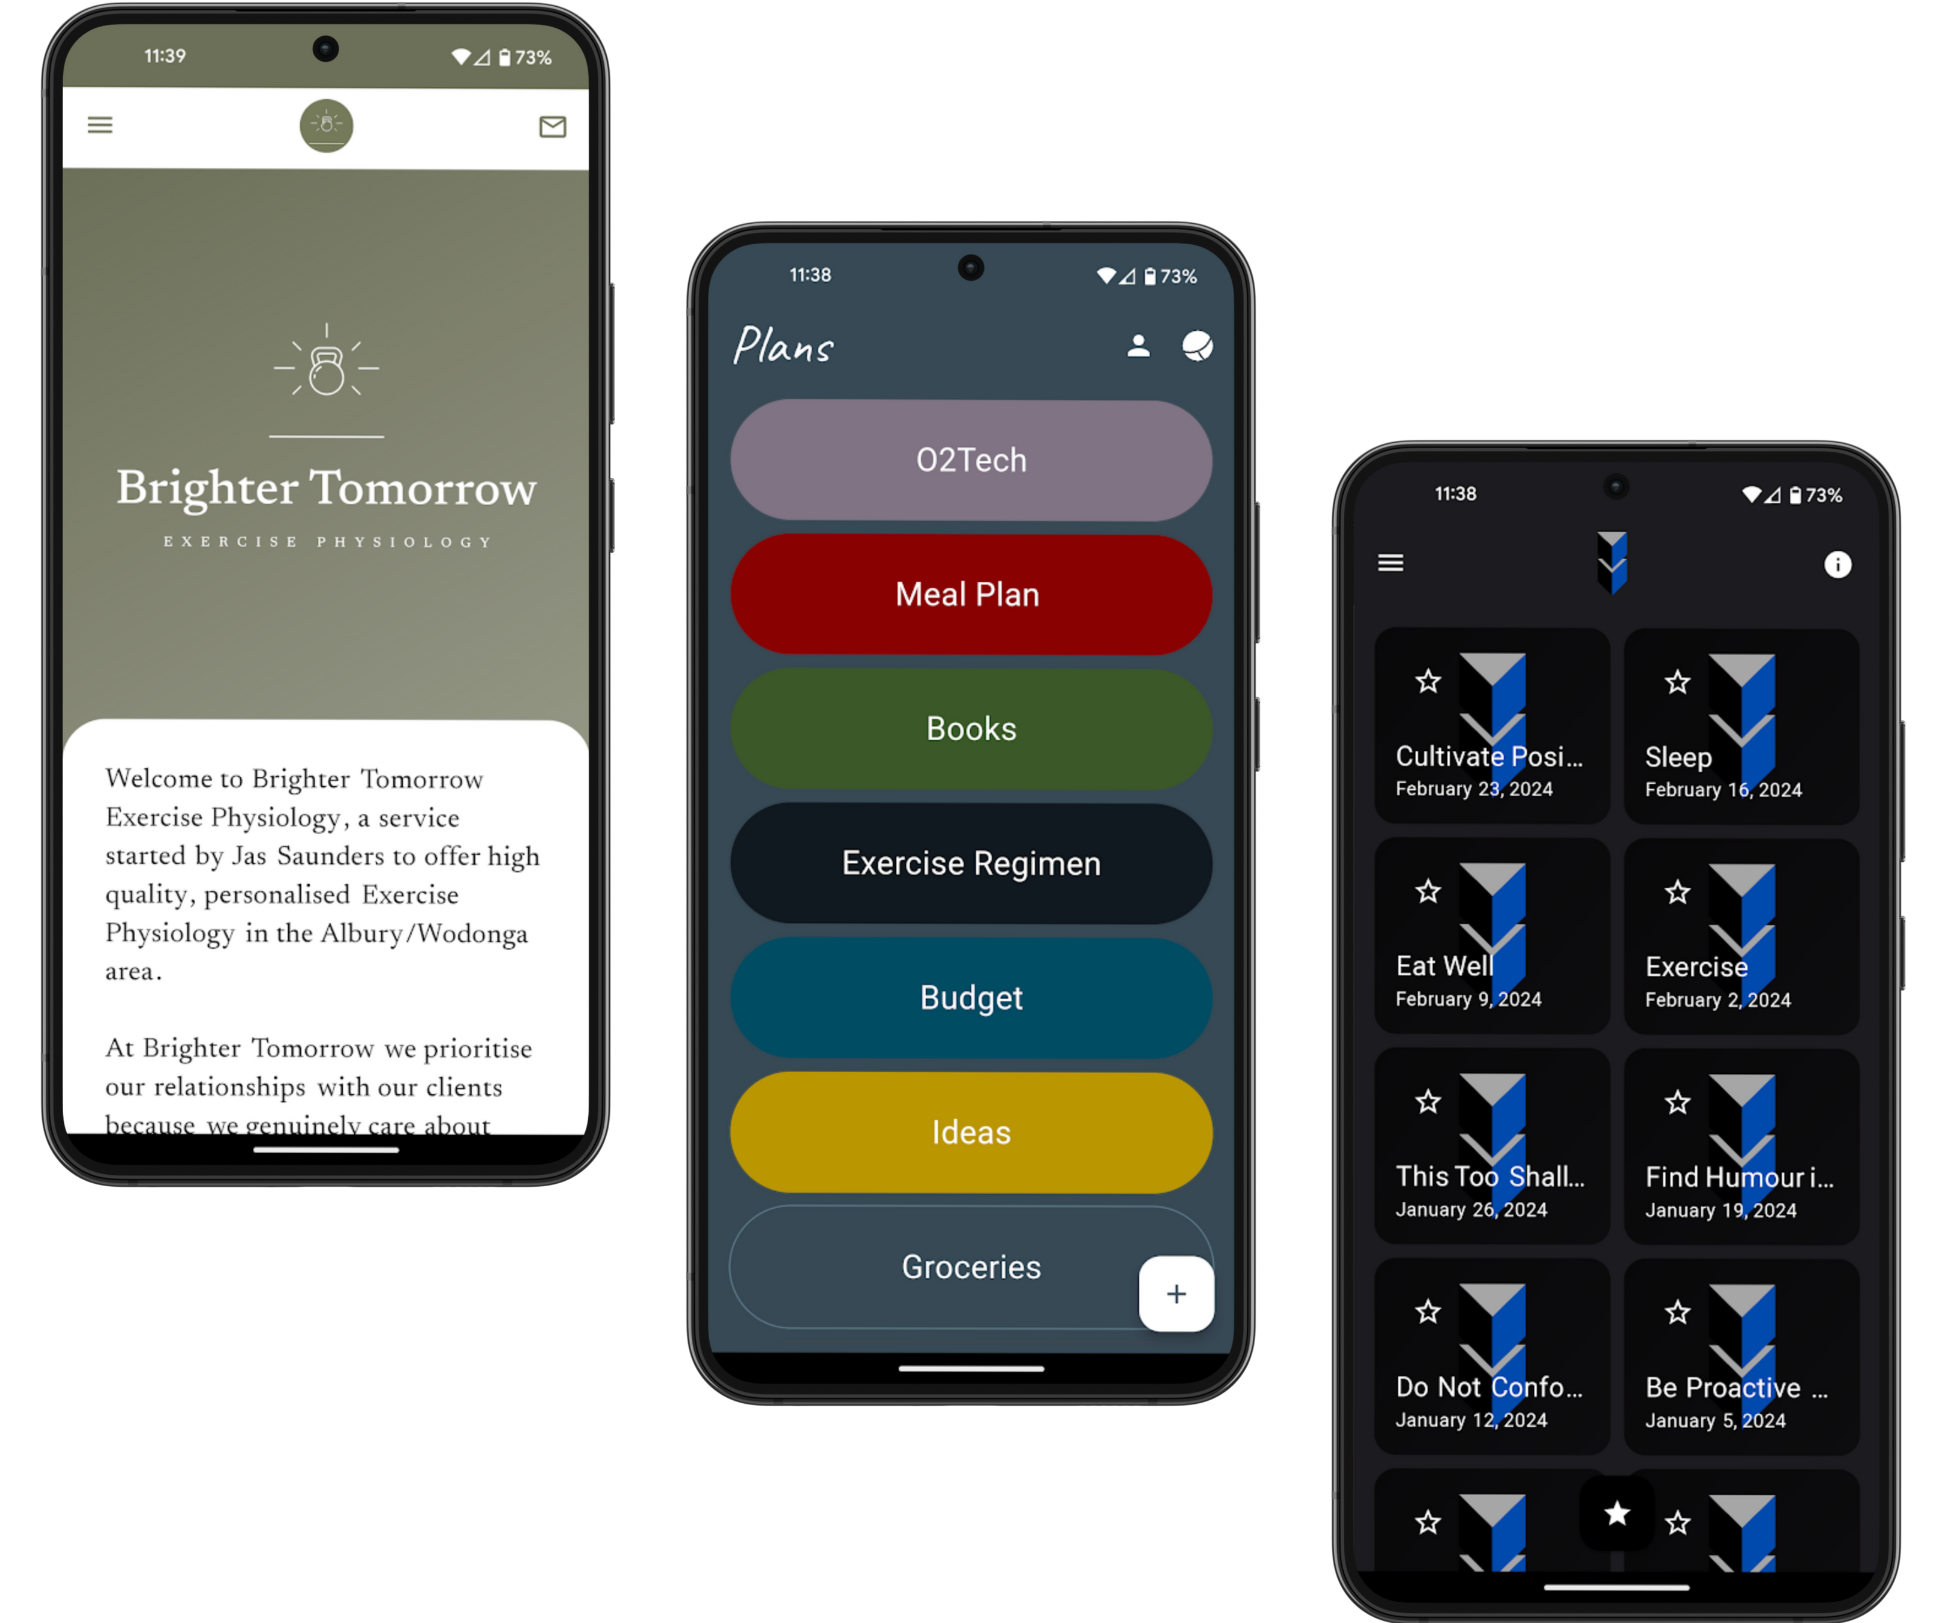 11:39
73%
Brighter Tomorrow
EXERCISE PHYSIOLOGY
Welcome to Brighter Tomorrow
Exercise Physiology, a service
started by Jas Saunders to offer high
quality, personalised Exercise
Physiology in the Albury/Wodonga
area.
At Brighter Tomorrow we prioritise
our relationships with our clients
because we genuinely care about
11:38
73%
Plans
O2Tech
Meal Plan
Books
Exercise Regimen
Budget
Ideas
Groceries
+
11:38
73%
Cultivate Posi...
February 23, 2024
Sleep
February 16, 2024
Eat Well
February 9, 2024
Exercise
February 2, 2024
This Too Shall...
January 26, 2024
Find Humour i...
January 19, 2024
Do Not Confo...
January 12, 2024
Be Proactive ...
January 5, 2024